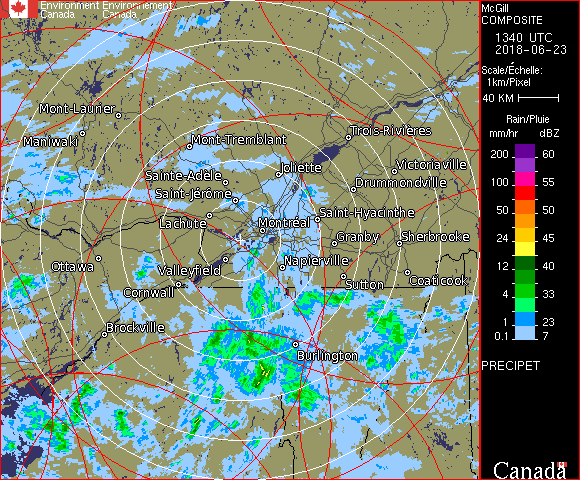 Environment Environnement
Canada Canada
McGill
COMPOSITE
1340 UTC
2018-06-23
Scale/Échelle:
1km/Pixel
40 KM
Rain/Pluie
mm/hr dBZ
200 60
100 55
50 50
24 45
12 40
8 33
4 33
1 23
0.1 7
PRECIPET
Canada
Mont-Laurier
Maniwaki
Mont-Tremblant
Trois-Rivières
Sainte-Adèle
Joliette
Victoriaville
Saint-Jérôme
Drummondville
Lachute
Montréal
Saint-Hyacinthe
Granby
Sherbrooke
Ottawa
Valleyfield
Napierville
Cornwall
Sutton
Coaticook
Brockville
Burlington